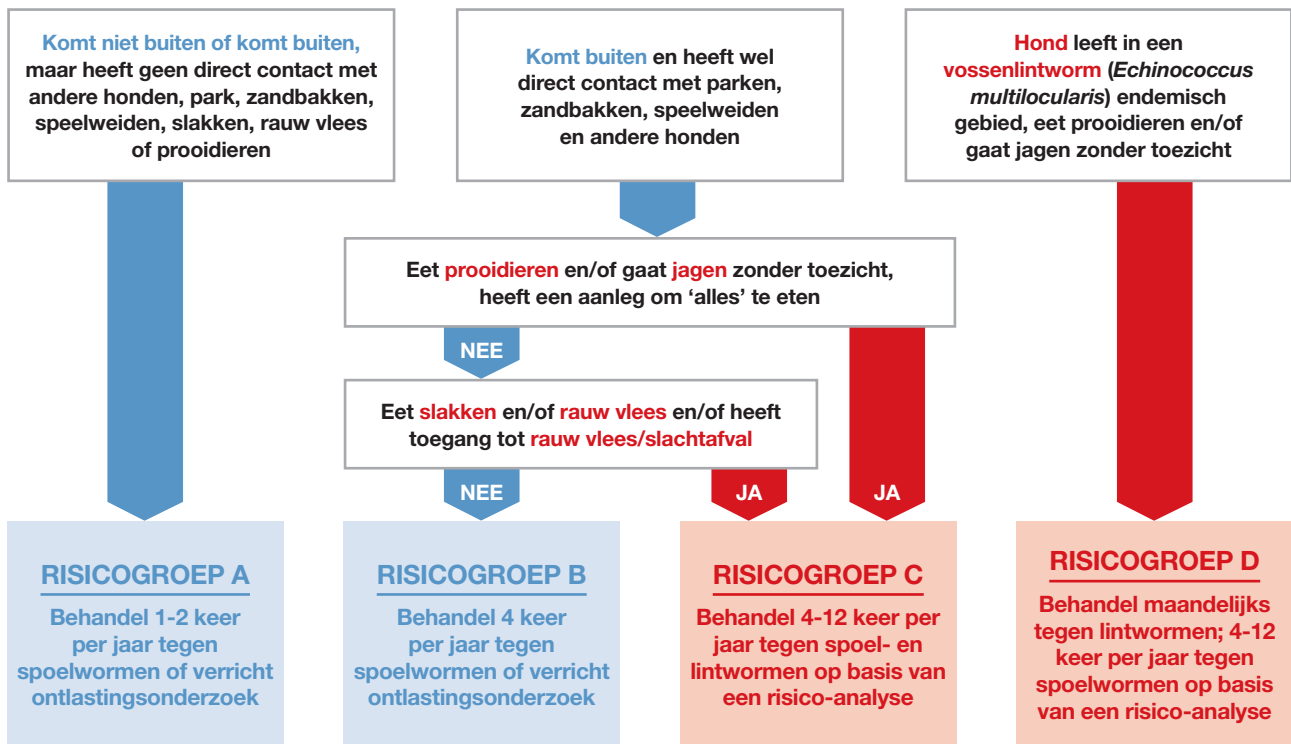 Komt niet buiten of komt buiten,
maar heeft geen direct contact met
andere honden, park, zandbakken,
speelweiden, slakken, rauw vlees
of prooidieren
Komt buiten en heeft wel
direct contact met parken,
zandbakken, speelweiden
en andere honden
Hond leeft in een
vossenlintworm (Echinococcus
multilocularis) endemisch
gebied, eet prooidieren en/of
gaat jagen zonder toezicht
Eet prooidieren en/of gaat jagen zonder toezicht,
heeft een aanleg om ‘alles’ te eten
NEE
Eet slakken en/of rauw vlees en/of heeft
toegang tot rauw vlees/slachtafval
NEE
JA
JA
RISICOGROEP A
Behandel 1-2 keer
per jaar tegen
spoelwormen of verricht
ontlastingsonderzoek
RISICOGROEP B
Behandel 4 keer
per jaar tegen
spoelwormen of verricht
ontlastingsonderzoek
RISICOGROEP C
Behandel 4-12 keer per
jaar tegen spoel- en
lintwormen op basis van
een risico-analyse
RISICOGROEP D
Behandel maandelijks
tegen lintwormen; 4-12
keer per jaar tegen
spoelwormen op basis
van een risico-analyse